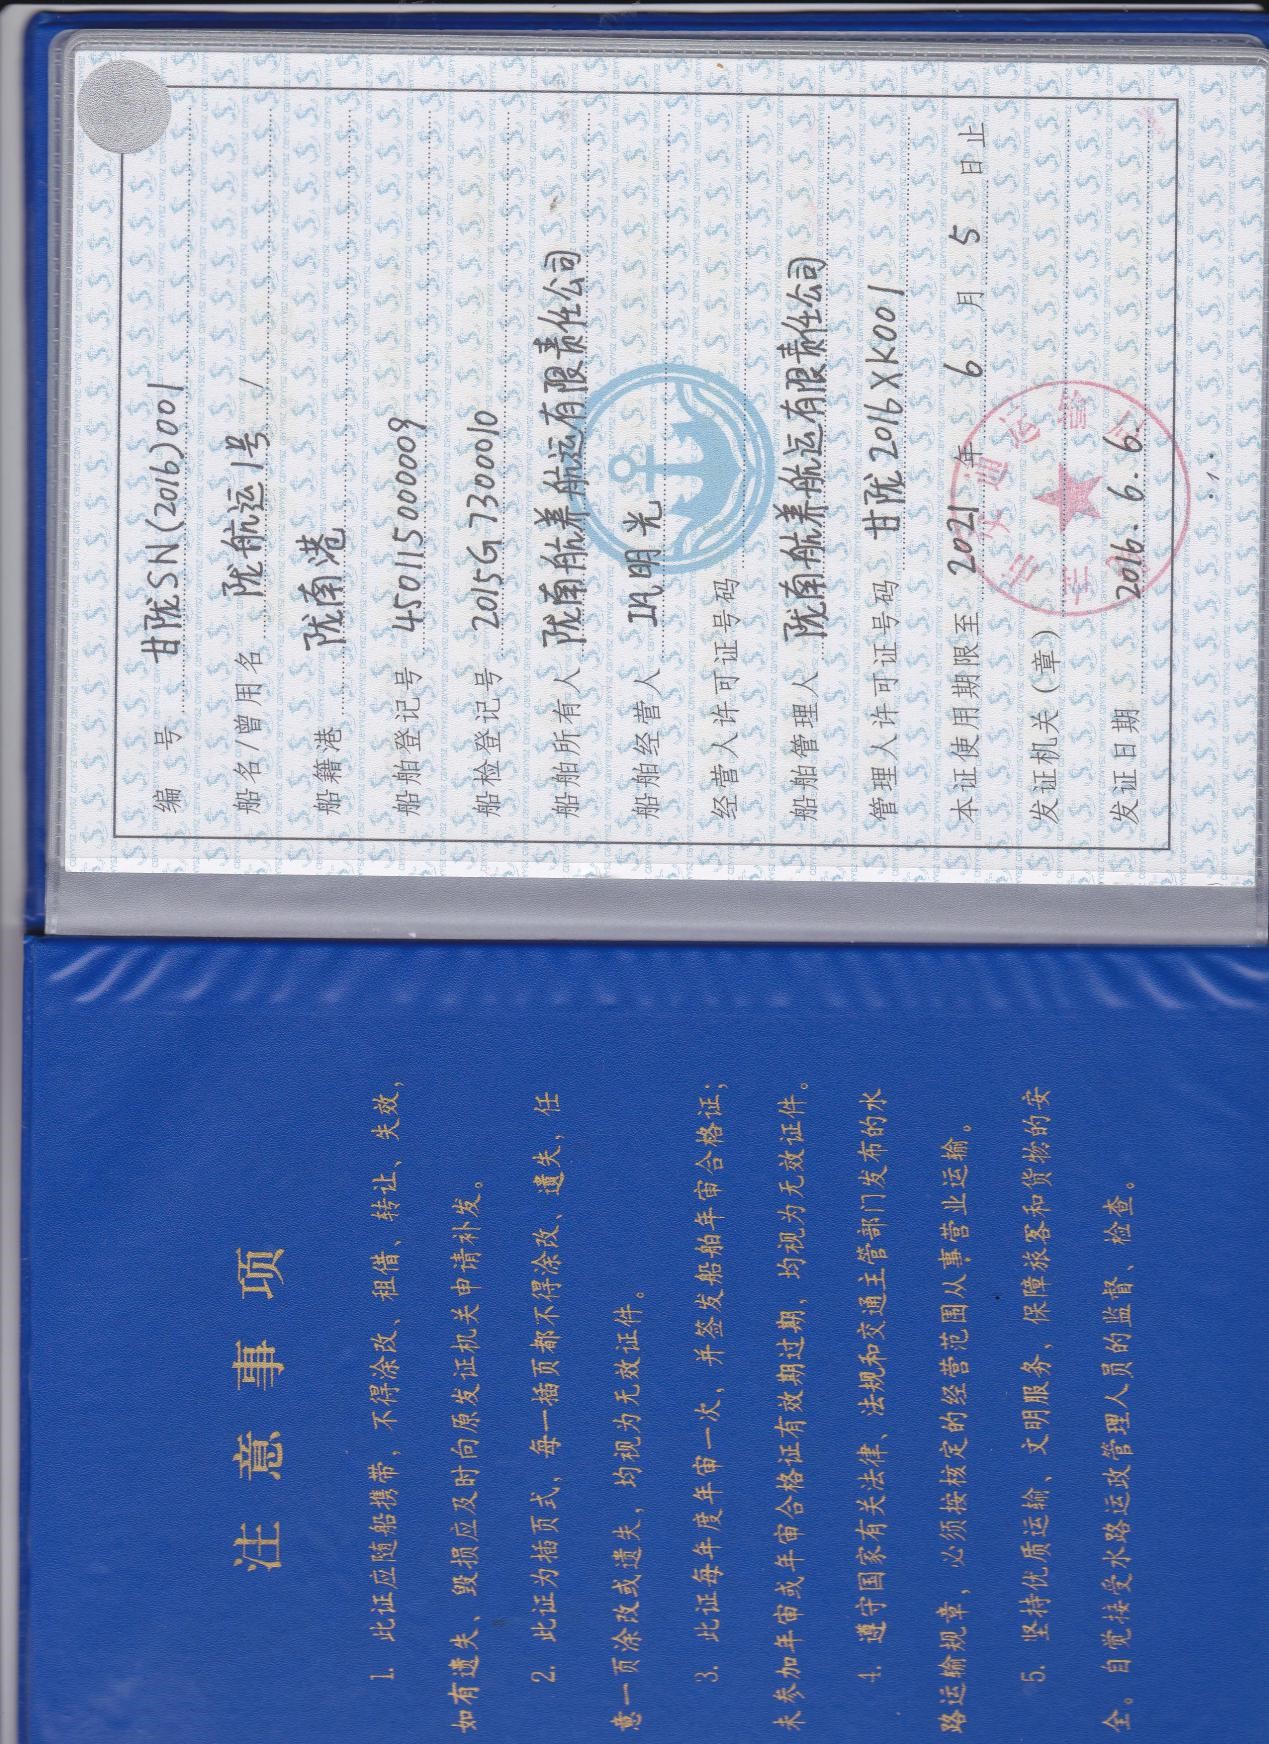 注意事项
1. 此证应随船携带，不得涂改、租借、转让、失效，
如有遗失、毁损应及时向原发证机关申请补发。
2. 此证为插页式，每一插页都不得涂改、遗失，任
意一页涂改或遗失，均视为无效证件。
3. 此证每年度年审一次，并签发船舶年审合格证；
未参加年审或年审合格证有效期过期，均视为无效证件。
4. 遵守国家有关法律、法规和交通主管部门发布的水
路运输规章，必须按核定的经营范围从事营业运输。
5. 坚持优质运输、文明服务，保障旅客和货物的安
全。自觉接受水路运政管理人员的监督、检查。
编 号 甘陇SN(2016)001
船名/曾用名 陇航运1号 /
船籍港 陇南港
船舶登记号 450115000009
船检登记号 2015G7300010
船舶所有人 陇南航养航运有限责任公司
船舶经营人 巩明光
经营人许可证号码
船舶管理人 陇南航养航运有限责任公司
管理人许可证号码 甘陇2016XK001
本证使用期限至 2021 年 6 月 5 日止
发证机关（章）
发证日期 2016.6.6.
·1·